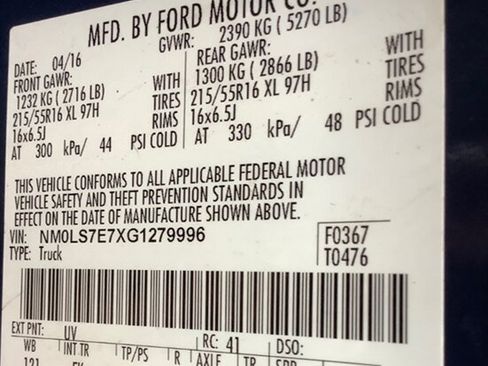 MFD. BY FORD MOTOR CO.
DATE: 04/16 GVWR: 2390 KG (5270 LB)
FRONT GAWR: REAR GAWR: WITH
1232 KG (2716 LB) WITH 1300 KG (2866 LB) TIRES
215/55R16 XL 97H TIRES 215/55R16 XL 97H RIMS
16x6.5J RIMS 16x6.5J
AT 300 kPa/ 44 PSI COLD AT 330 kPa/ 48 PSI COLD
THIS VEHICLE CONFORMS TO ALL APPLICABLE FEDERAL MOTOR
VEHICLE SAFETY AND THEFT PREVENTION STANDARDS IN
EFFECT ON THE DATE OF MANUFACTURE SHOWN ABOVE.
VIN: NM0LS7E7XG1279996 F0367
TYPE: Truck T0476
EXT PNT: UV RC: 41 DSO:
WB INT TR TP/PS R AXLE TR SPR
121